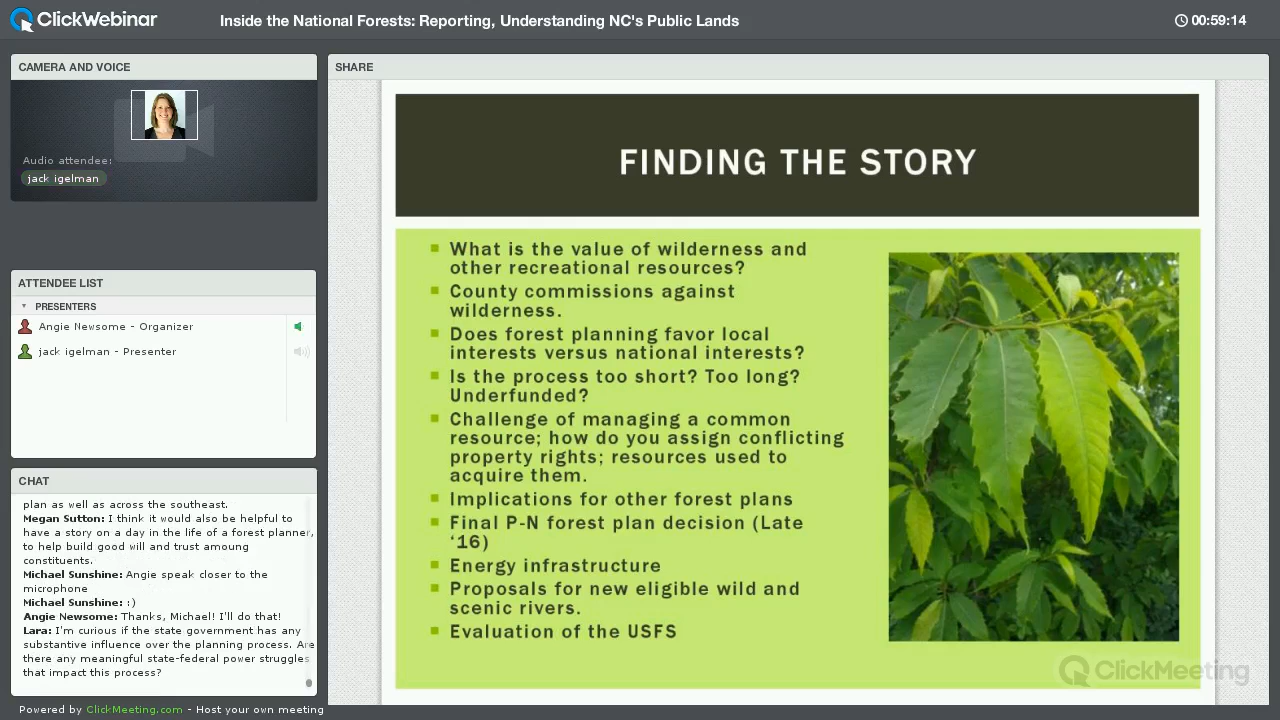 ClickWebinar
Inside the National Forests: Reporting, Understanding NC's Public Lands
00:59:14
CAMERA AND VOICE
Audio attendee:
jack igelman
ATTENDEE LIST
PRESENTERS
Angie Newsome - Organizer
jack igelman - Presenter
CHAT
plan as well as across the southeast.
Megan Sutton: I think it would also be helpful to
have a story on a day in the life of a forest planner,
to help build good will and trust amoung
constituents.
Michael Sunshine: Angie speak closer to the
microphone
Michael Sunshine: :)
Angie Newsome: Thanks, Michael! I'll do that!
Lara: I'm curious if the state government has any
substantive influence over the planning process. Are
there any meaningful state-federal power struggles
that impact this process?
Powered by ClickMeeting.com - Host your own meeting
SHARE
FINDING THE STORY
What is the value of wilderness and
other recreational resources?
County commissions against
wilderness.
Does forest planning favor local
interests versus national interests?
Is the process too short? Too long?
Underfunded?
Challenge of managing a common
resource; how do you assign conflicting
property rights; resources used to
acquire them.
Implications for other forest plans
Final P-N forest plan decision (Late
‘16)
Energy infrastructure
Proposals for new eligible wild and
scenic rivers.
Evaluation of the USFS
ClickMeeting